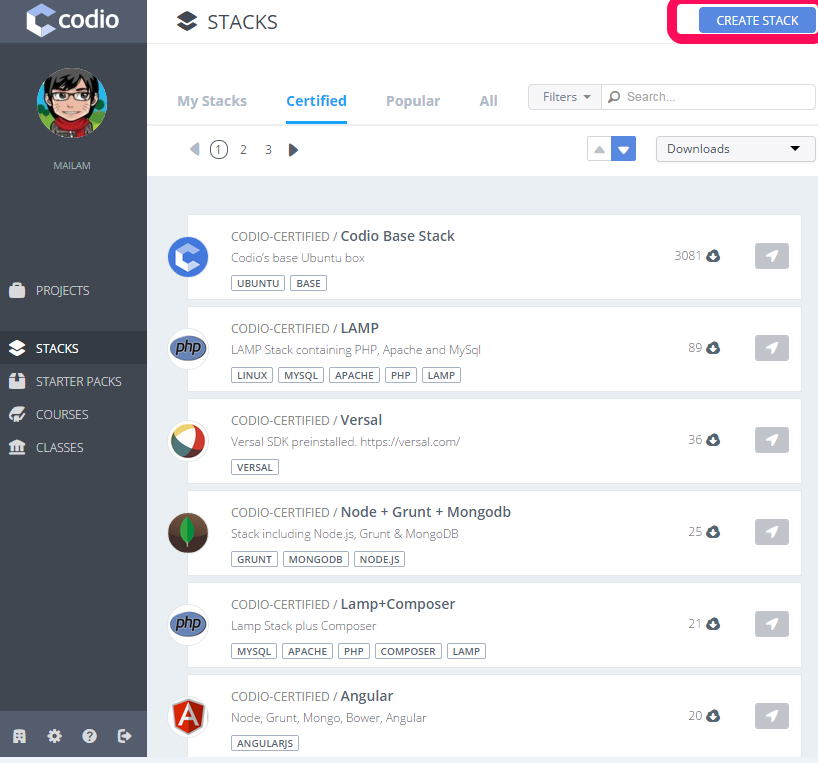 codio
STACKS
CREATE STACK
MAILAM
PROJECTS
STACKS
STARTER PACKS
COURSES
CLASSES
My Stacks Certified Popular All Filters Search...
1 2 3 Downloads
CODIO-CERTIFIED / Codio Base Stack
Codio's base Ubuntu box
3081
UBUNTU BASE
CODIO-CERTIFIED / LAMP
php
LAMP Stack containing PHP, Apache and MySql
89
LINUX MYSQL APACHE PHP LAMP
CODIO-CERTIFIED / Versal
Versal SDK preinstalled. https://versal.com/
36
VERSAL
CODIO-CERTIFIED / Node + Grunt + Mongodb
Stack including Node.js, Grunt & MongoDB
25
GRUNT MONGODB NODE.JS
CODIO-CERTIFIED / Lamp+Composer
php
Lamp Stack plus Composer
21
MYSQL APACHE PHP COMPOSER LAMP
CODIO-CERTIFIED / Angular
A
Node, Grunt, Mongo, Bower, Angular
20
ANGULARJS